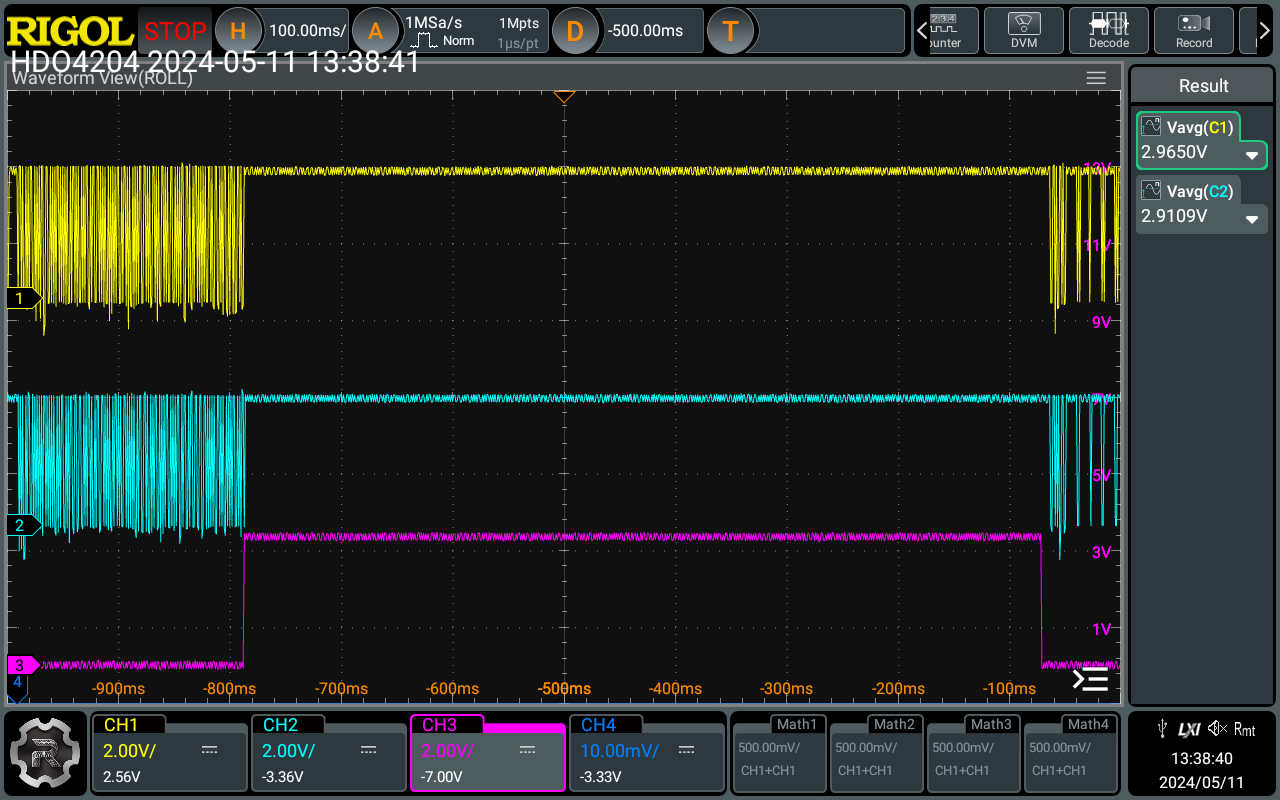 RIGOL STOP H 100.00ms/ A 1MSa/s Norm 1Mpts 1µs/pt D -500.00ms T ounter DVM Decode Record
HDO4204 2024-05-11 13:38:41
Waveform View(ROLL)
Result
Vavg(C1)
2.9650V
Vavg(C2)
2.9109V
13V
11V
1
9V
5V
2
3V
1V
3
4
-900ms -800ms -700ms -600ms -500ms -400ms -300ms -200ms -100ms
CH1 CH2 CH3 CH4 Math1 Math2 Math3 Math4
2.00V/ 2.00V/ 2.00V/ 10.00mV/ 500.00mV/ 500.00mV/ 500.00mV/ 500.00mV/
2.56V -3.36V -7.00V -3.33V CH1+CH1 CH1+CH1 CH1+CH1 CH1+CH1
LXI Rmt
13:38:40
2024/05/11